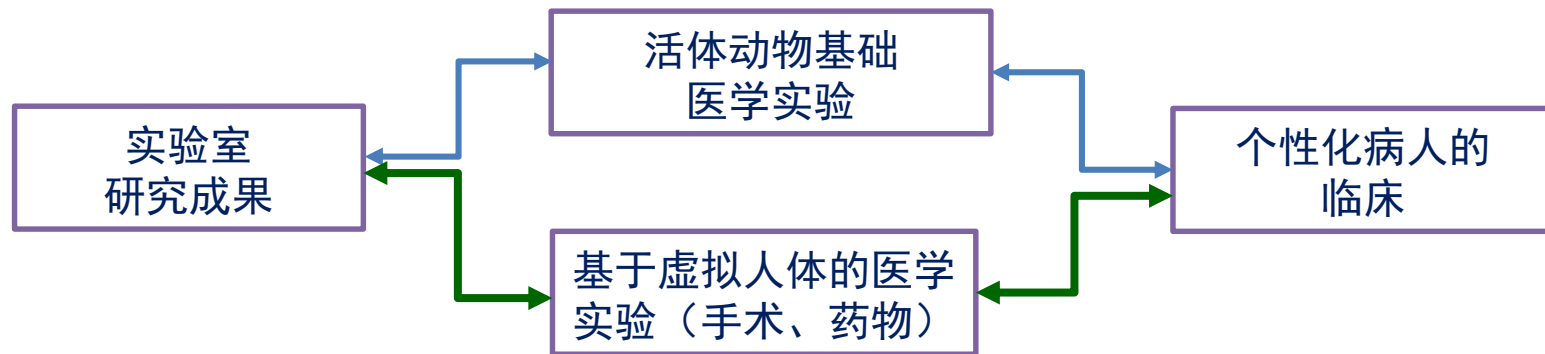 活体动物基础
医学实验
实验室
研究成果
个性化病人的
临床
基于虚拟人体的医学
实验（手术、药物）